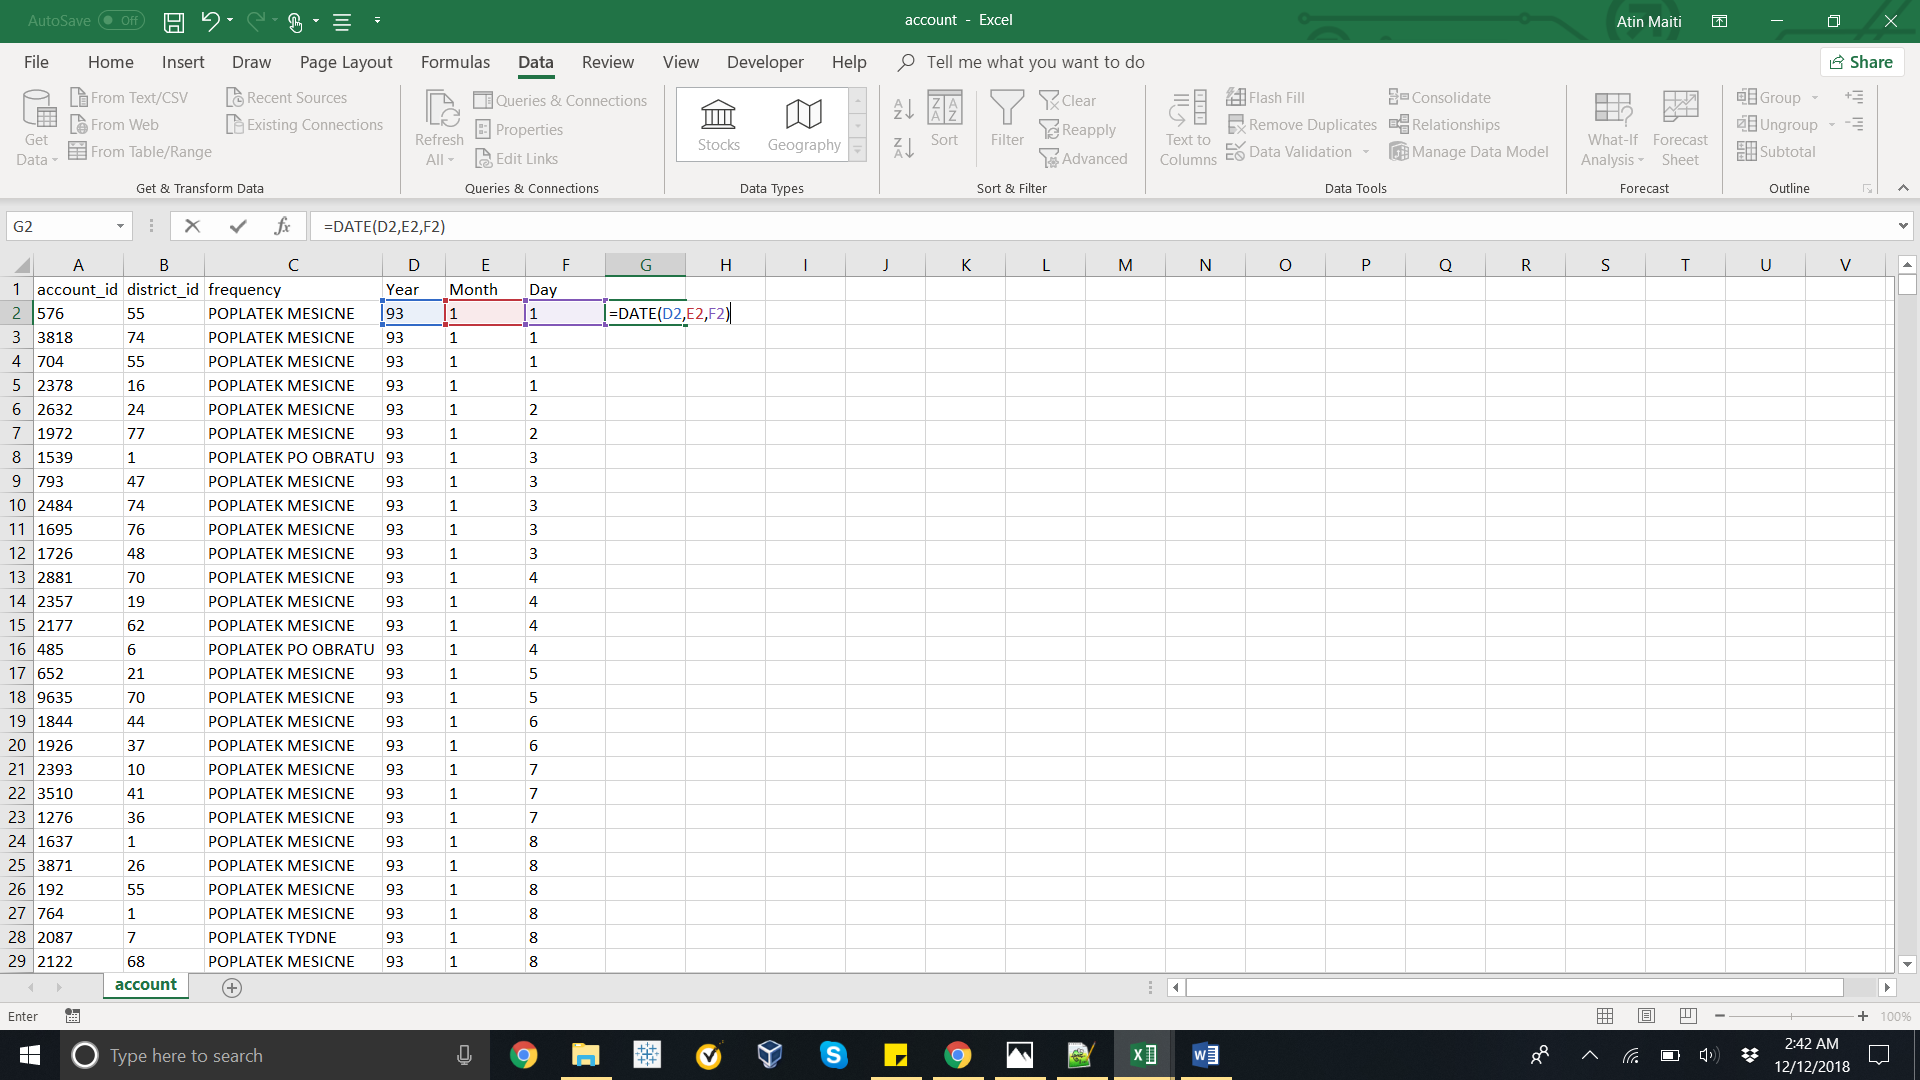 AutoSave Off account - Excel Atin Maiti
File Home Insert Draw Page Layout Formulas Data Review View Developer Help Tell me what you want to do Share
Get Data From Text/CSV From Web From Table/Range Recent Sources Existing Connections
Get & Transform Data
Refresh All Queries & Connections Properties Edit Links
Queries & Connections
Stocks Geography
Data Types
A Z Z A Z A A Z Sort Filter Clear Reapply Advanced
Sort & Filter
Text to Columns Flash Fill Remove Duplicates Data Validation Consolidate Relationships Manage Data Model
Data Tools
What-If Analysis Forecast Sheet
Forecast
Group Ungroup Subtotal
Outline
G2 fx =DATE(D2,E2,F2)
A B C D E F G H I J K L M N O P Q R S T U V
1 account_id district_id frequency Year Month Day
2 576 55 POPLATEK MESICNE 93 1 1 =DATE(D2,E2,F2)
3 3818 74 POPLATEK MESICNE 93 1 1
4 704 55 POPLATEK MESICNE 93 1 1
5 2378 16 POPLATEK MESICNE 93 1 1
6 2632 24 POPLATEK MESICNE 93 1 2
7 1972 77 POPLATEK MESICNE 93 1 2
8 1539 1 POPLATEK PO OBRATU 93 1 3
9 793 47 POPLATEK MESICNE 93 1 3
10 2484 74 POPLATEK MESICNE 93 1 3
11 1695 76 POPLATEK MESICNE 93 1 3
12 1726 48 POPLATEK MESICNE 93 1 3
13 2881 70 POPLATEK MESICNE 93 1 4
14 2357 19 POPLATEK MESICNE 93 1 4
15 2177 62 POPLATEK MESICNE 93 1 4
16 485 6 POPLATEK PO OBRATU 93 1 4
17 652 21 POPLATEK MESICNE 93 1 5
18 9635 70 POPLATEK MESICNE 93 1 5
19 1844 44 POPLATEK MESICNE 93 1 6
20 1926 37 POPLATEK MESICNE 93 1 6
21 2393 10 POPLATEK MESICNE 93 1 7
22 3510 41 POPLATEK MESICNE 93 1 7
23 1276 36 POPLATEK MESICNE 93 1 7
24 1637 1 POPLATEK MESICNE 93 1 8
25 3871 26 POPLATEK MESICNE 93 1 8
26 192 55 POPLATEK MESICNE 93 1 8
27 764 1 POPLATEK MESICNE 93 1 8
28 2087 7 POPLATEK TYDNE 93 1 8
29 2122 68 POPLATEK MESICNE 93 1 8
account
Enter 100%
Type here to search 2:42 AM
12/12/2018